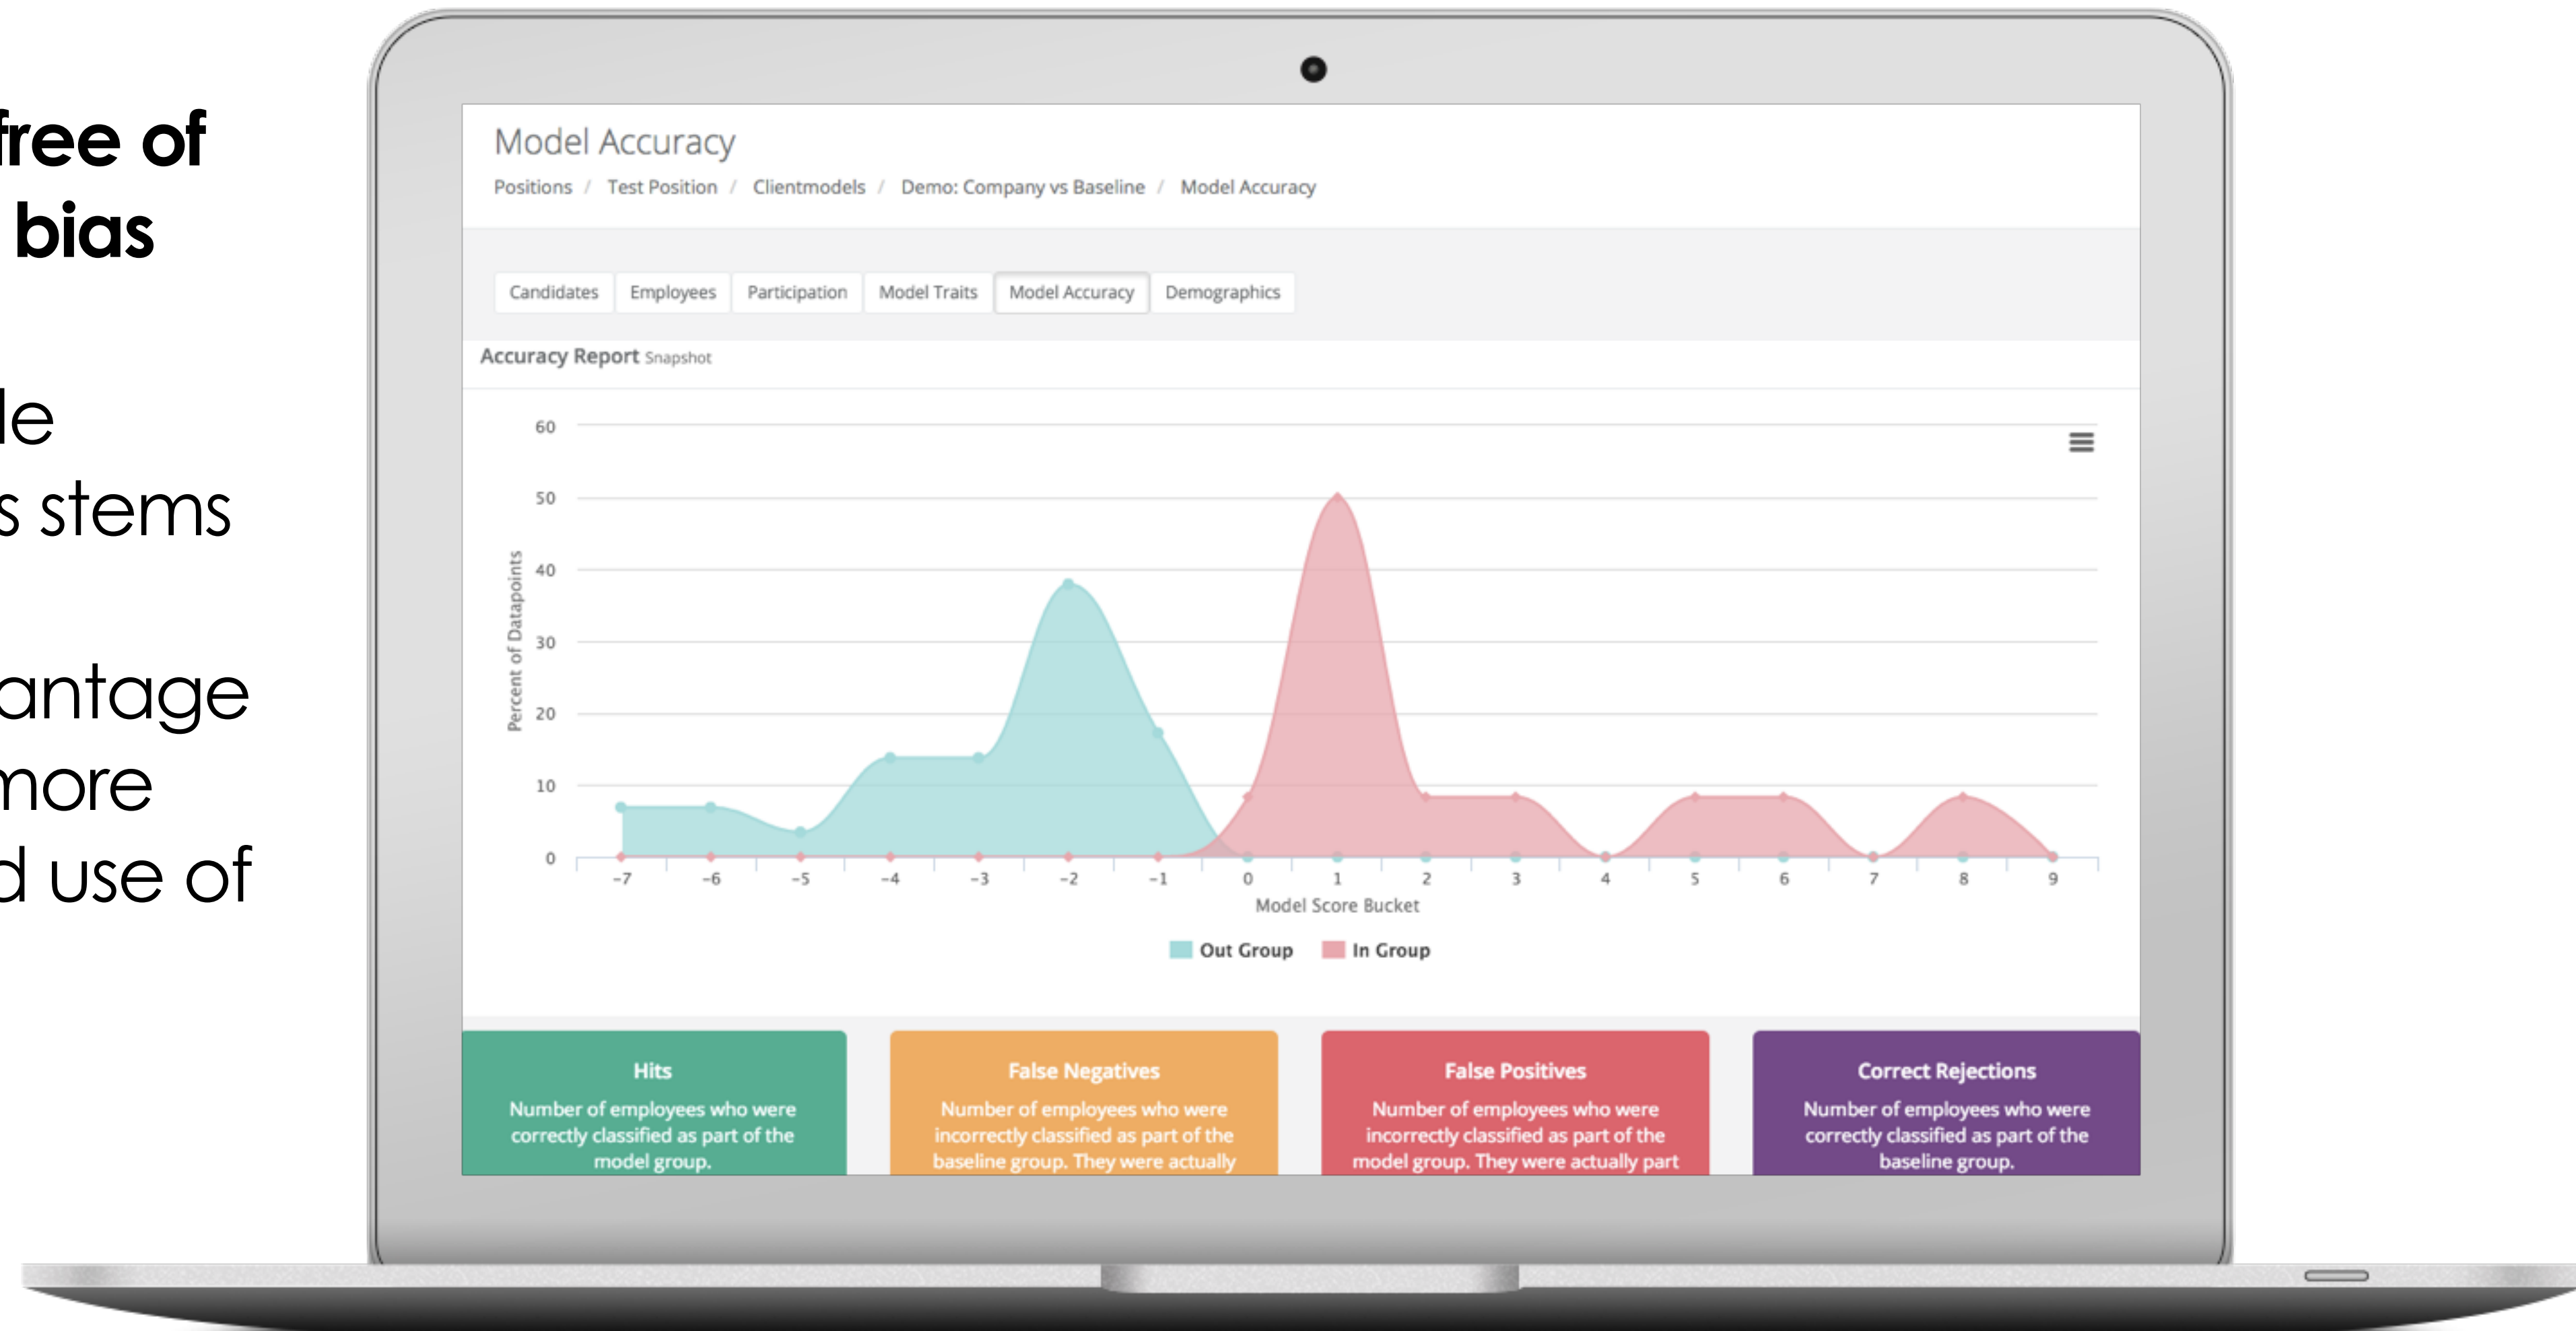 free of
bias
le
s stems
antage
more
d use of
Model Accuracy
Positions / Test Position / Clientmodels / Demo: Company vs Baseline / Model Accuracy
Candidates Employees Participation Model Traits Model Accuracy Demographics
Accuracy Report Snapshot
60
50
40
30
20
10
0
Percent of Datapoints
-7 -6 -5 -4 -3 -2 -1 0 1 2 3 4 5 6 7 8 9
Model Score Bucket
Out Group In Group
Hits
Number of employees who were
correctly classified as part of the
model group.
False Negatives
Number of employees who were
incorrectly classified as part of the
baseline group. They were actually
False Positives
Number of employees who were
incorrectly classified as part of the
model group. They were actually part
Correct Rejections
Number of employees who were
correctly classified as part of the
baseline group.